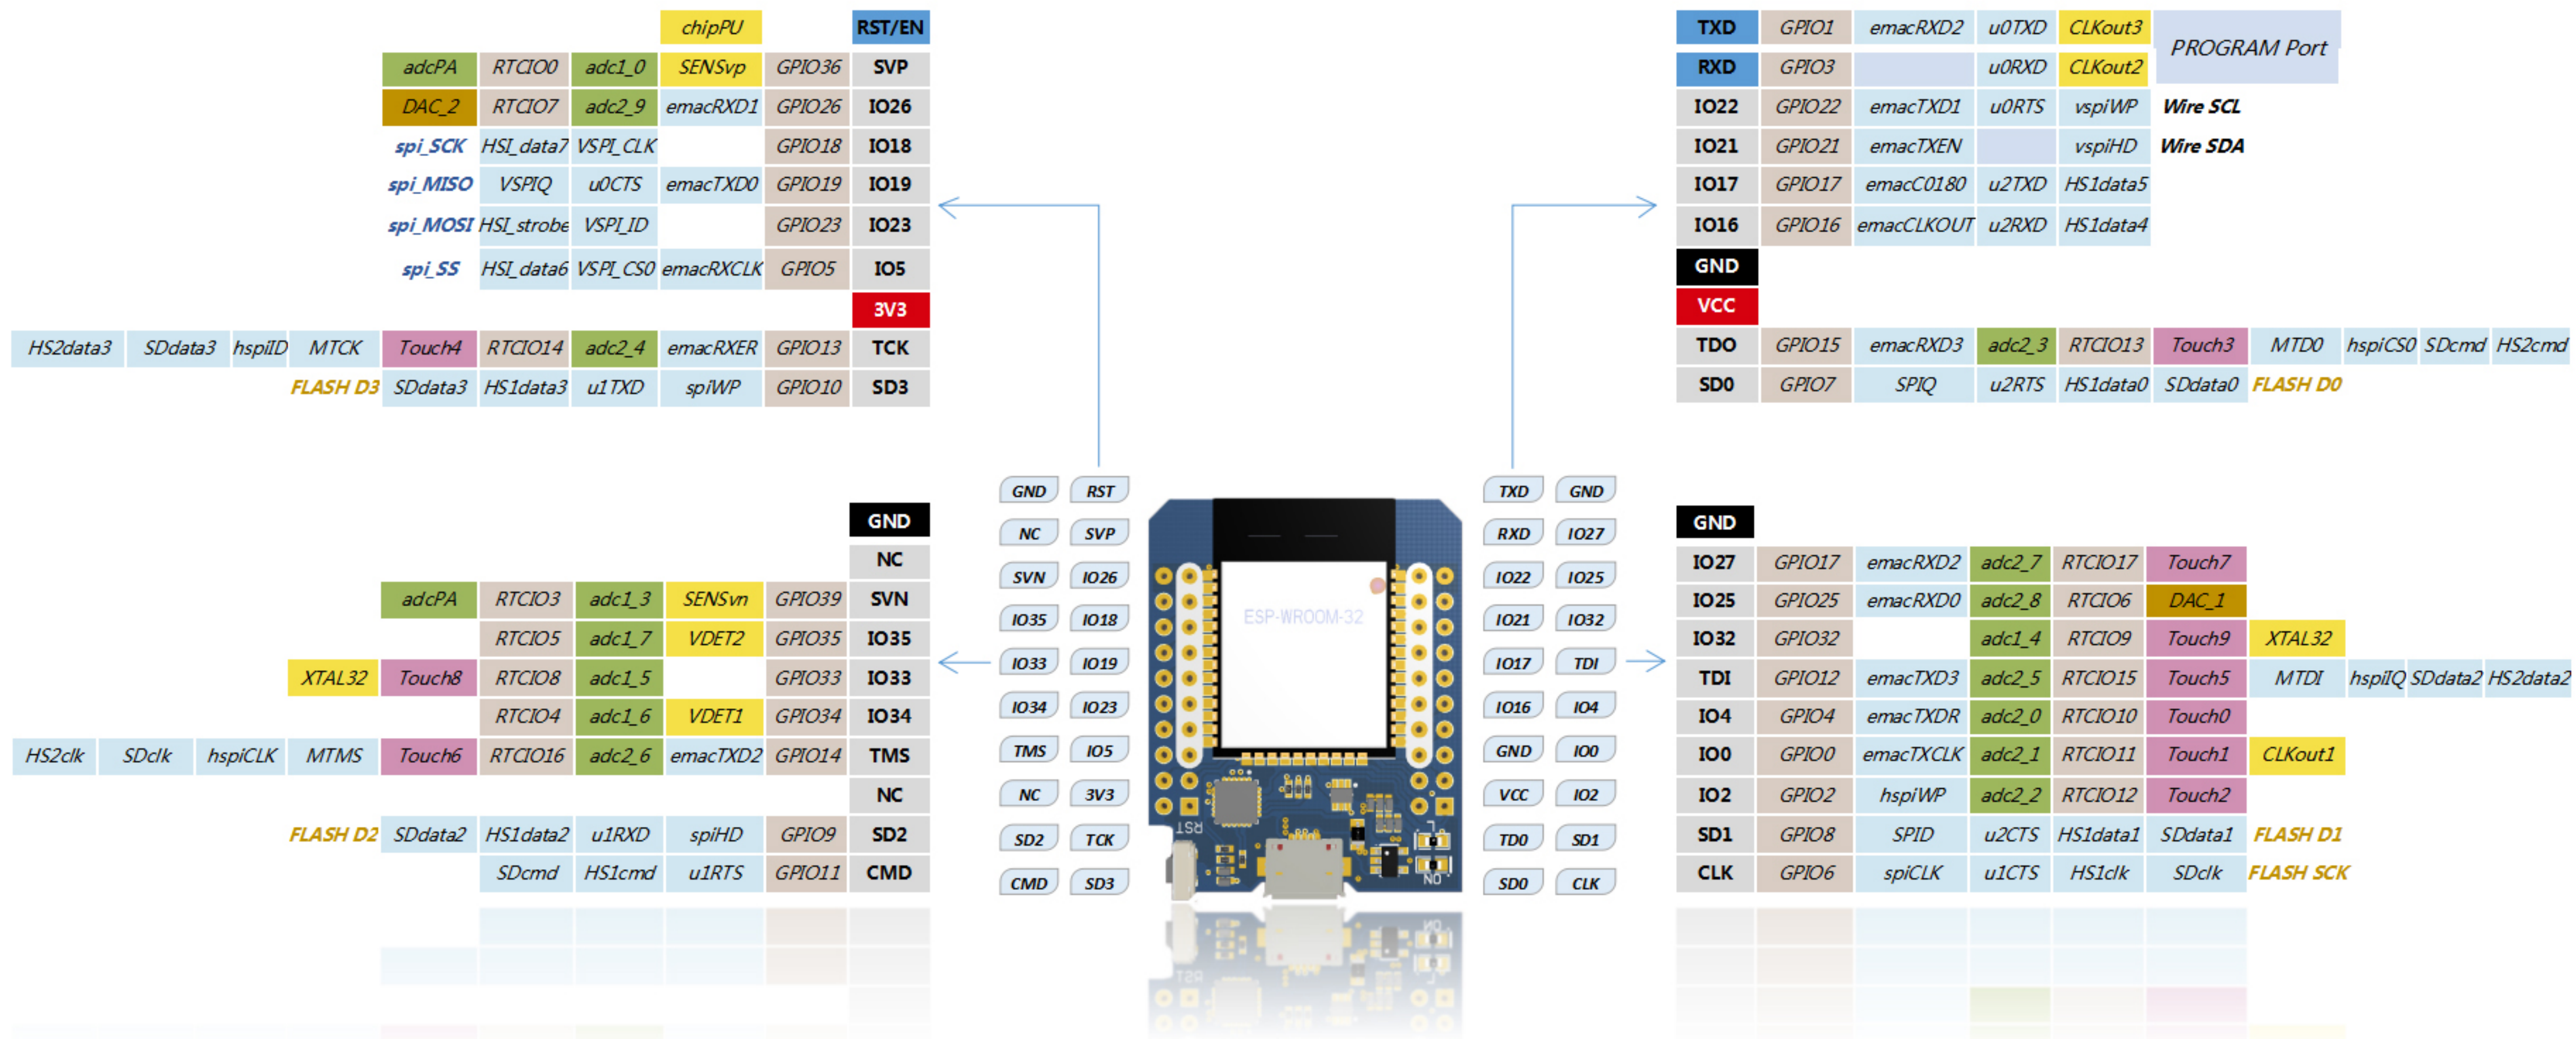 chipPU RST/EN
adcPA RTCIO0 adc1_0 SENSvp GPIO36 SVP
DAC_2 RTCIO7 adc2_9 emacRXD1 GPIO26 IO26
spi_SCK HSI_data7 VSPI_CLK GPIO18 IO18
spi_MISO VSPIQ u0CTS emacTXD0 GPIO19 IO19
spi_MOSI HSI_strobe VSPI_ID GPIO23 IO23
spi_SS HSI_data6 VSPI_CS0 emacRXCLK GPIO5 IO5
3V3
HS2data3 SDdata3 hspiID MTCK Touch4 RTCIO14 adc2_4 emacRXER GPIO13 TCK
FLASH D3 SDdata3 HS1data3 u1TXD spiWP GPIO10 SD3
TXD GPIO1 emacRXD2 u0TXD CLKout3
PROGRAM Port
RXD GPIO3 u0RXD CLKout2
IO22 GPIO22 emacTXD1 u0RTS vspiWP Wire SCL
IO21 GPIO21 emacTXEN vspiHD Wire SDA
IO17 GPIO17 emacC0180 u2TXD HS1data5
IO16 GPIO16 emacCLKOUT u2RXD HS1data4
GND
VCC
TDO GPIO15 emacRXD3 adc2_3 RTCIO13 Touch3 MTD0 hspiCS0 SDcmd HS2cmd
SD0 GPIO7 SPIQ u2RTS HS1data0 SDdata0 FLASH D0
GND
NC
adcPA RTCIO3 adc1_3 SENSvn GPIO39 SVN
RTCIO5 adc1_7 VDET2 GPIO35 IO35
XTAL32 Touch8 RTCIO8 adc1_5 GPIO33 IO33
RTCIO4 adc1_6 VDET1 GPIO34 IO34
HS2clk SDclk hspiCLK MTMS Touch6 RTCIO16 adc2_6 emacTXD2 GPIO14 TMS
NC
FLASH D2 SDdata2 HS1data2 u1RXD spiHD GPIO9 SD2
SDcmd HS1cmd u1RTS GPIO11 CMD
GND RST
NC SVP
SVN IO26
IO35 IO18
IO33 IO19
IO34 IO23
TMS IO5
NC 3V3
SD2 TCK
CMD SD3
ESP-WROOM-32
RST
L
NO
TXD GND
RXD IO27
IO22 IO25
IO21 IO32
IO17 TDI
IO16 IO4
GND IO0
VCC IO2
TD0 SD1
SD0 CLK
GND
IO27 GPIO17 emacRXD2 adc2_7 RTCIO17 Touch7
IO25 GPIO25 emacRXD0 adc2_8 RTCIO6 DAC_1
IO32 GPIO32 adc1_4 RTCIO9 Touch9 XTAL32
TDI GPIO12 emacTXD3 adc2_5 RTCIO15 Touch5 MTDI hspiIQ SDdata2 HS2data2
IO4 GPIO4 emacTXDR adc2_0 RTCIO10 Touch0
IO0 GPIO0 emacTXCLK adc2_1 RTCIO11 Touch1 CLKout1
IO2 GPIO2 hspiWP adc2_2 RTCIO12 Touch2
SD1 GPIO8 SPID u2CTS HS1data1 SDdata1 FLASH D1
CLK GPIO6 spiCLK u1CTS HS1clk SDclk FLASH SCK